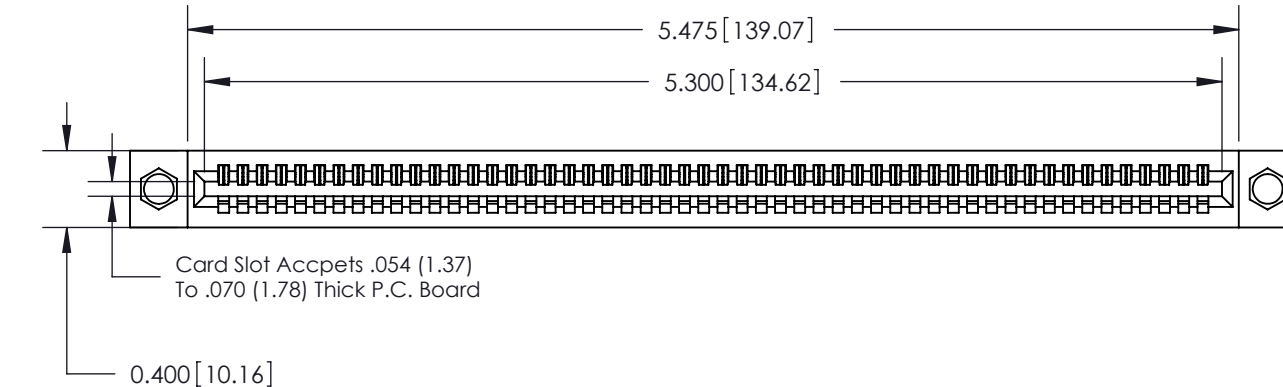 5.475[139.07]
5.300[134.62]
Card Slot Accpets .054 (1.37)
To .070 (1.78) Thick P.C. Board
0.400[10.16]